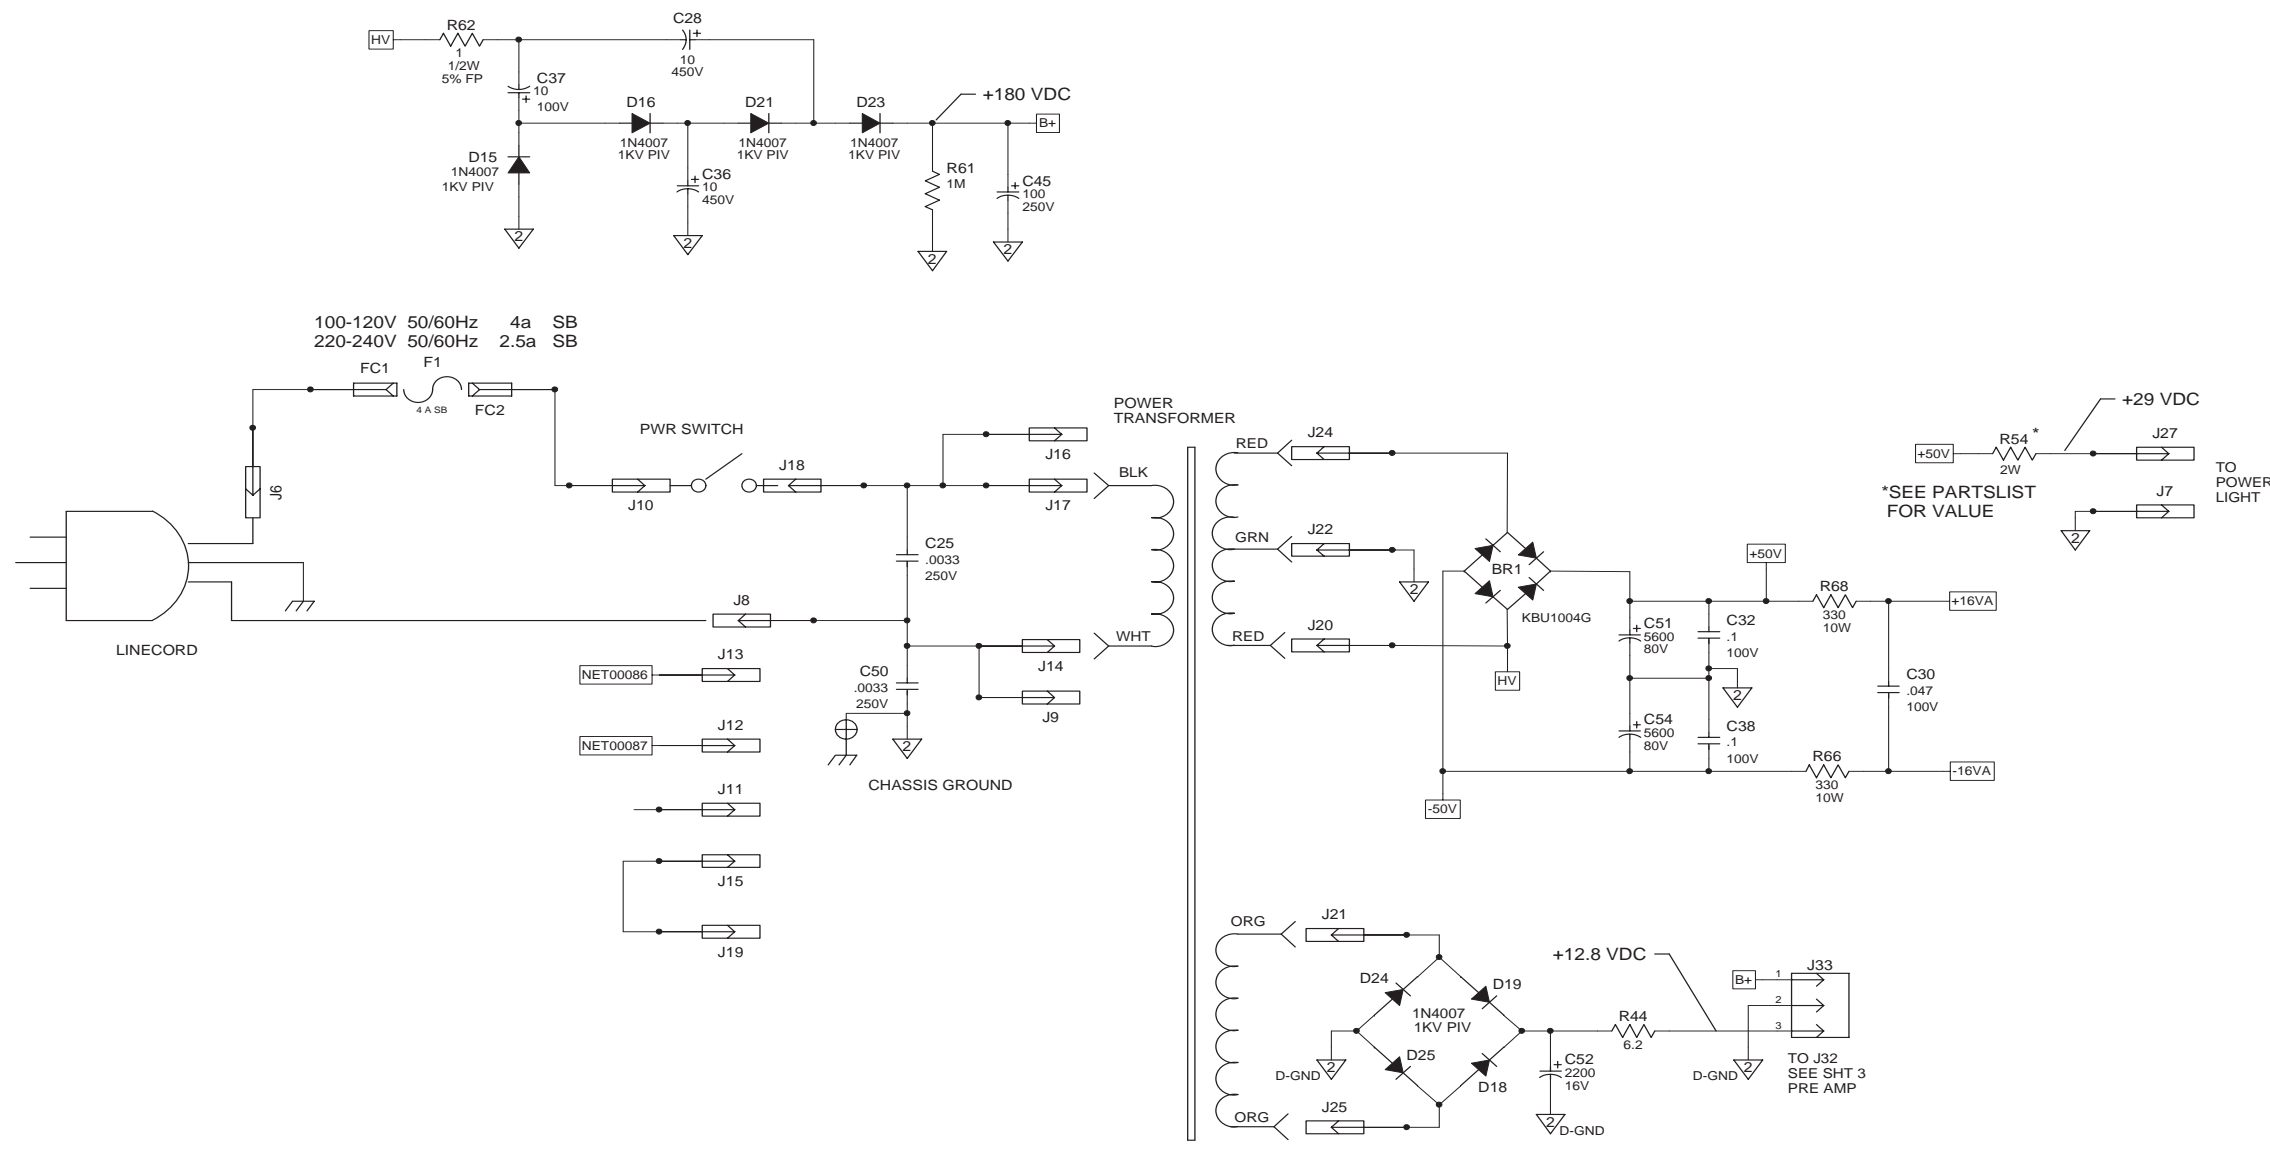 HV
R62
1
1/2W
5% FP
C28
+
10
450V
C37
10
+
100V
D16
1N4007
1KV PIV
D21
1N4007
1KV PIV
D23
1N4007
1KV PIV
+180 VDC
B+
D15
1N4007
1KV PIV
+ C36
10
450V
R61
1M
+ C45
100
250V
2
2
2
2
100-120V 50/60Hz 4a SB
220-240V 50/60Hz 2.5a SB
FC1
F1
4 A SB
FC2
J6
LINECORD
PWR SWITCH
J10
J18
J16
J17
POWER
TRANSFORMER
BLK
WHT
C25
.0033
250V
J8
J14
J9
C50
.0033
250V
2
CHASSIS GROUND
NET00086
J13
NET00087
J12
J11
J15
J19
RED
J24
GRN
J22
2
RED
J20
BR1
KBU1004G
HV
-50V
+ C51
5600
80V
C32
.1
100V
2
+ C54
5600
80V
C38
.1
100V
+50V
R68
330
10W
+16VA
C30
.047
100V
R66
330
10W
-16VA
+50V
R54 *
2W
+29 VDC
J27
*SEE PARTSLIST
FOR VALUE
J7
2
TO
POWER
LIGHT
ORG
J21
D24
D19
1N4007
1KV PIV
D25
D18
D-GND
2
ORG
J25
+ C52
2200
16V
2
D-GND
R44
6.2
+12.8 VDC
B+
1
2
3
J33
D-GND
2
TO J32
SEE SHT 3
PRE AMP